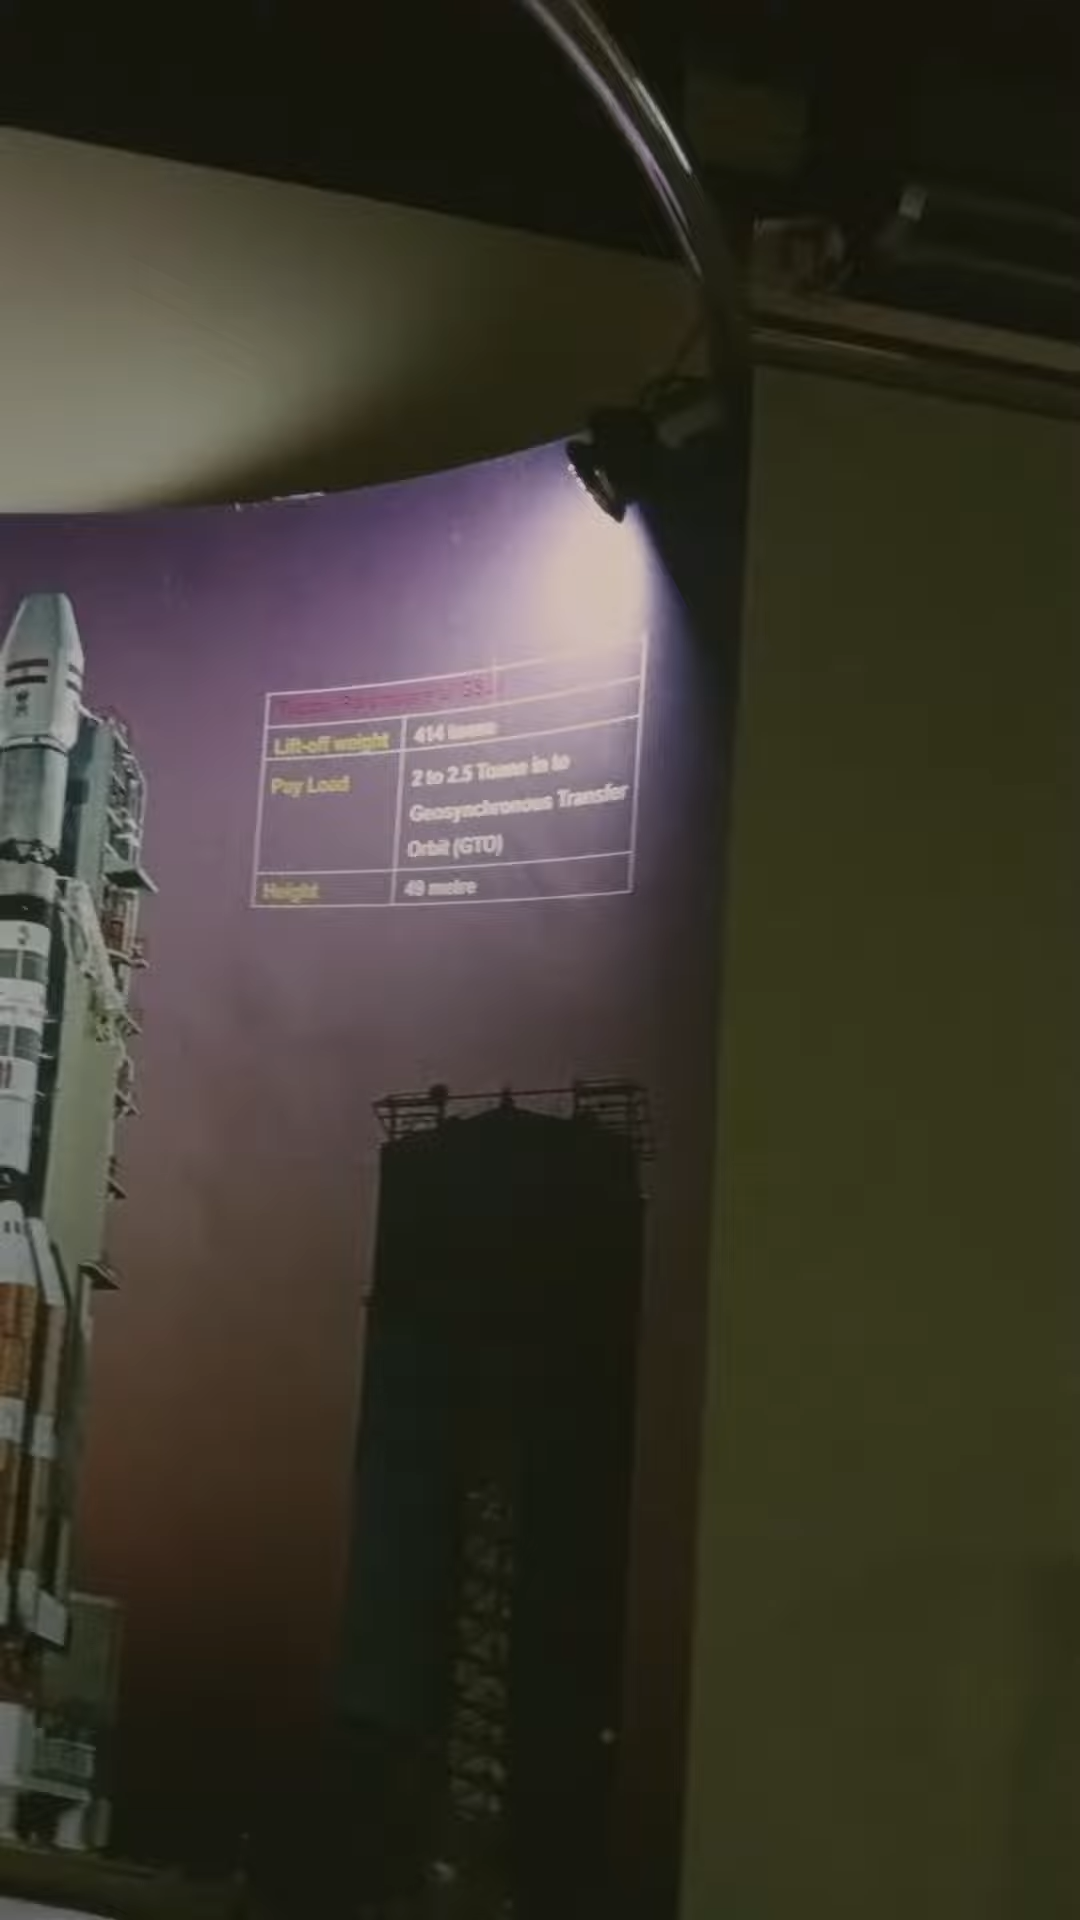 Lift-off weight 414 tonne
Pay Load 2 to 2.5 Tonne in to
Geosynchronous Transfer
Orbit (GTO)
Height 49 metre